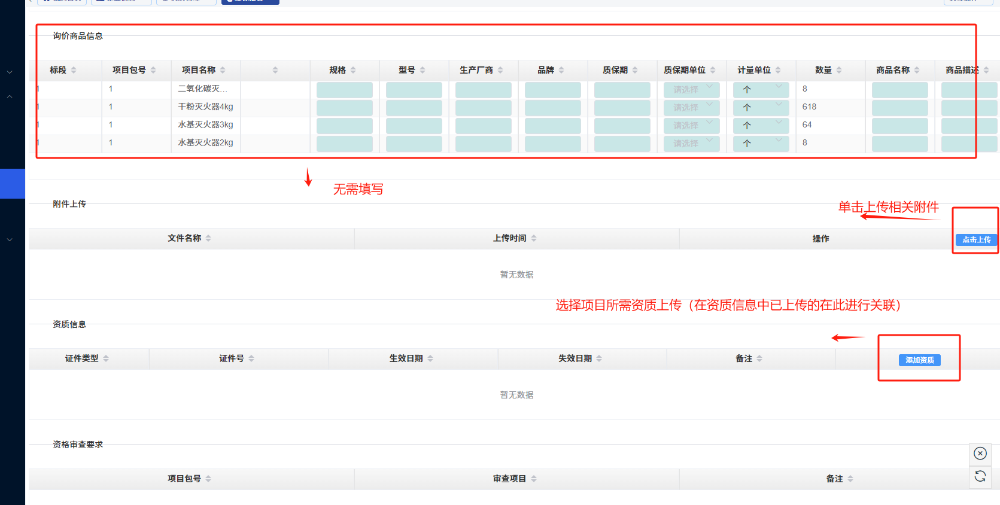 询价商品信息
标段 项目包号 项目名称 规格 型号 生产厂商 品牌 质保期 质保期单位 计量单位 数量 商品名称 商品描述
1 1 二氧化碳灭... 请选择 个 8
1 1 干粉灭火器4kg 请选择 个 618
1 1 水基灭火器3kg 请选择 个 64
1 1 水基灭火器2kg 请选择 个 8
无需填写
附件上传
单击上传相关附件
文件名称 上传时间 操作 点击上传
暂无数据
选择项目所需资质上传（在资质信息中已上传的在此进行关联）
资质信息
证件类型 证件号 生效日期 失效日期 备注 添加资质
暂无数据
资格审查要求
项目包号 审查项目 备注